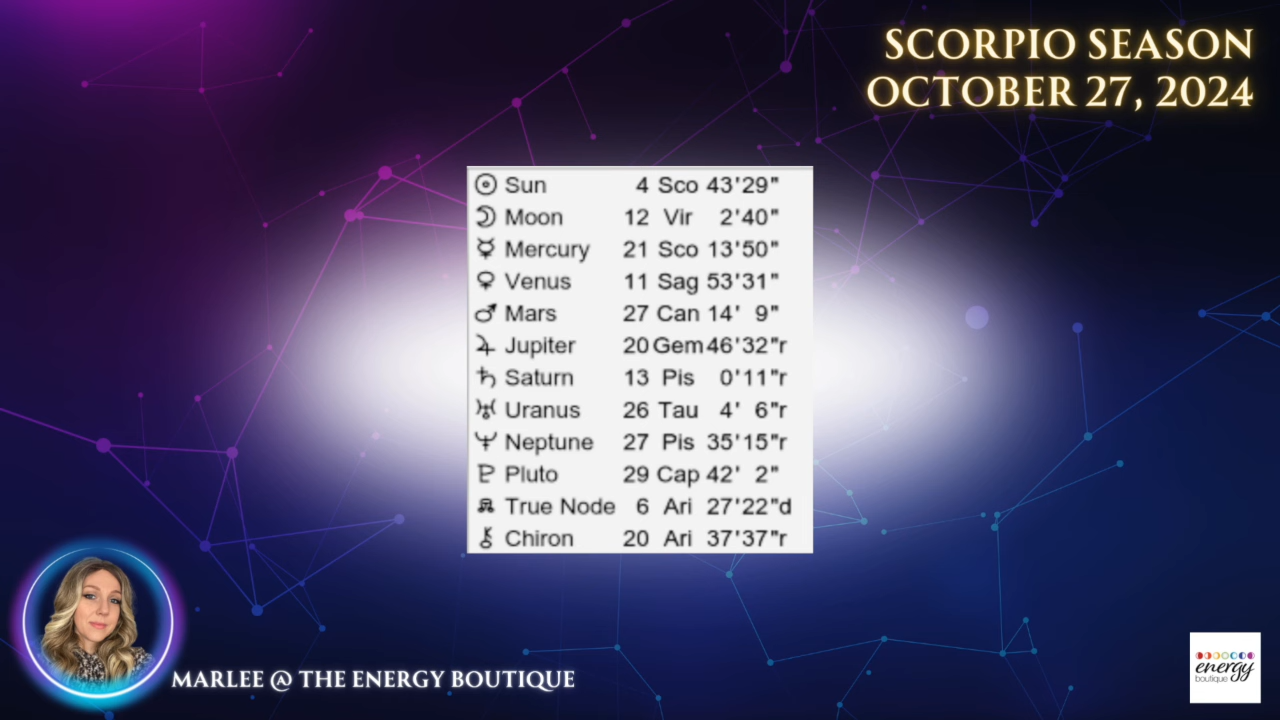 SCORPIO SEASON
OCTOBER 27, 2024
Sun 4 Sco 43'29"
Moon 12 Vir 2'40"
Mercury 21 Sco 13'50"
Venus 11 Sag 53'31"
Mars 27 Can 14' 9"
Jupiter 20 Gem 46'32"r
Saturn 13 Pis 0'11"r
Uranus 26 Tau 4' 6"r
Neptune 27 Pis 35'15"r
Pluto 29 Cap 42' 2"
True Node 6 Ari 27'22"d
Chiron 20 Ari 37'37"r
MARLEE @ THE ENERGY BOUTIQUE
energy
boutique